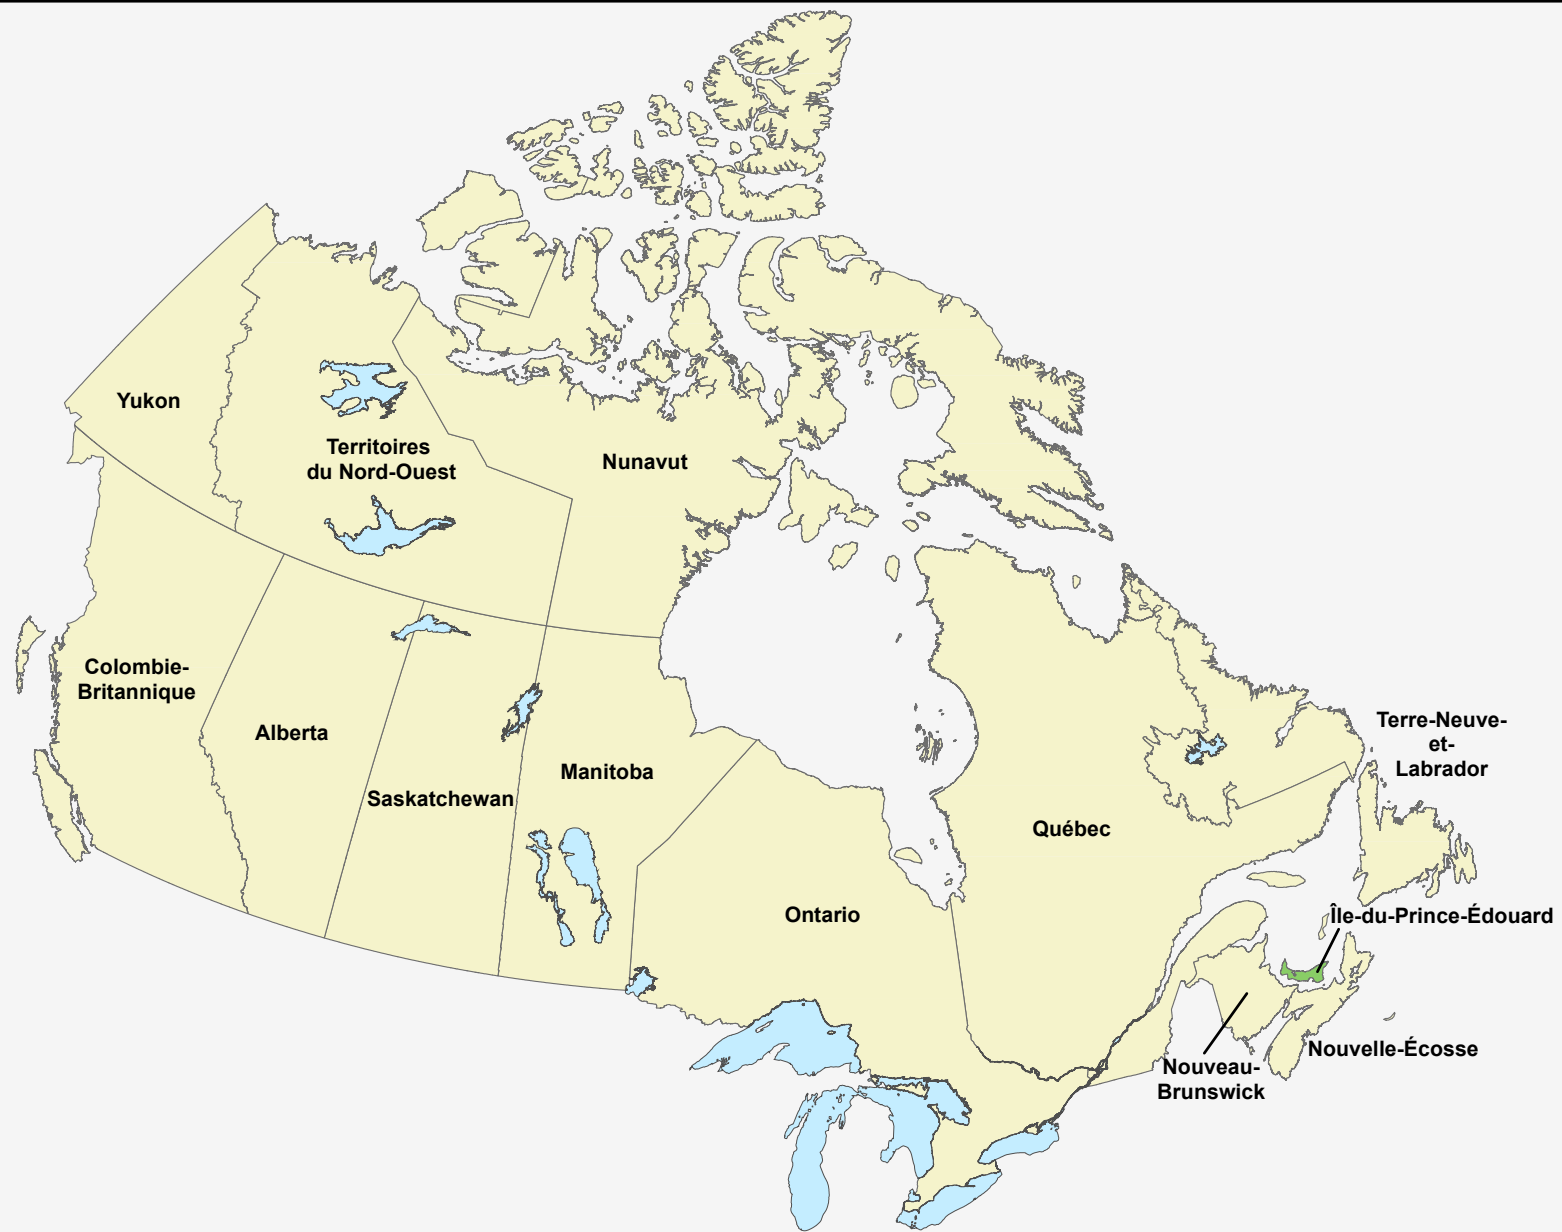 Yukon
Territoires
du Nord-Ouest
Nunavut
Colombie-
Britannique
Alberta
Saskatchewan
Manitoba
Ontario
Québec
Terre-Neuve-
et-
Labrador
Île-du-Prince-Édouard
Nouvelle-Écosse
Nouveau-
Brunswick